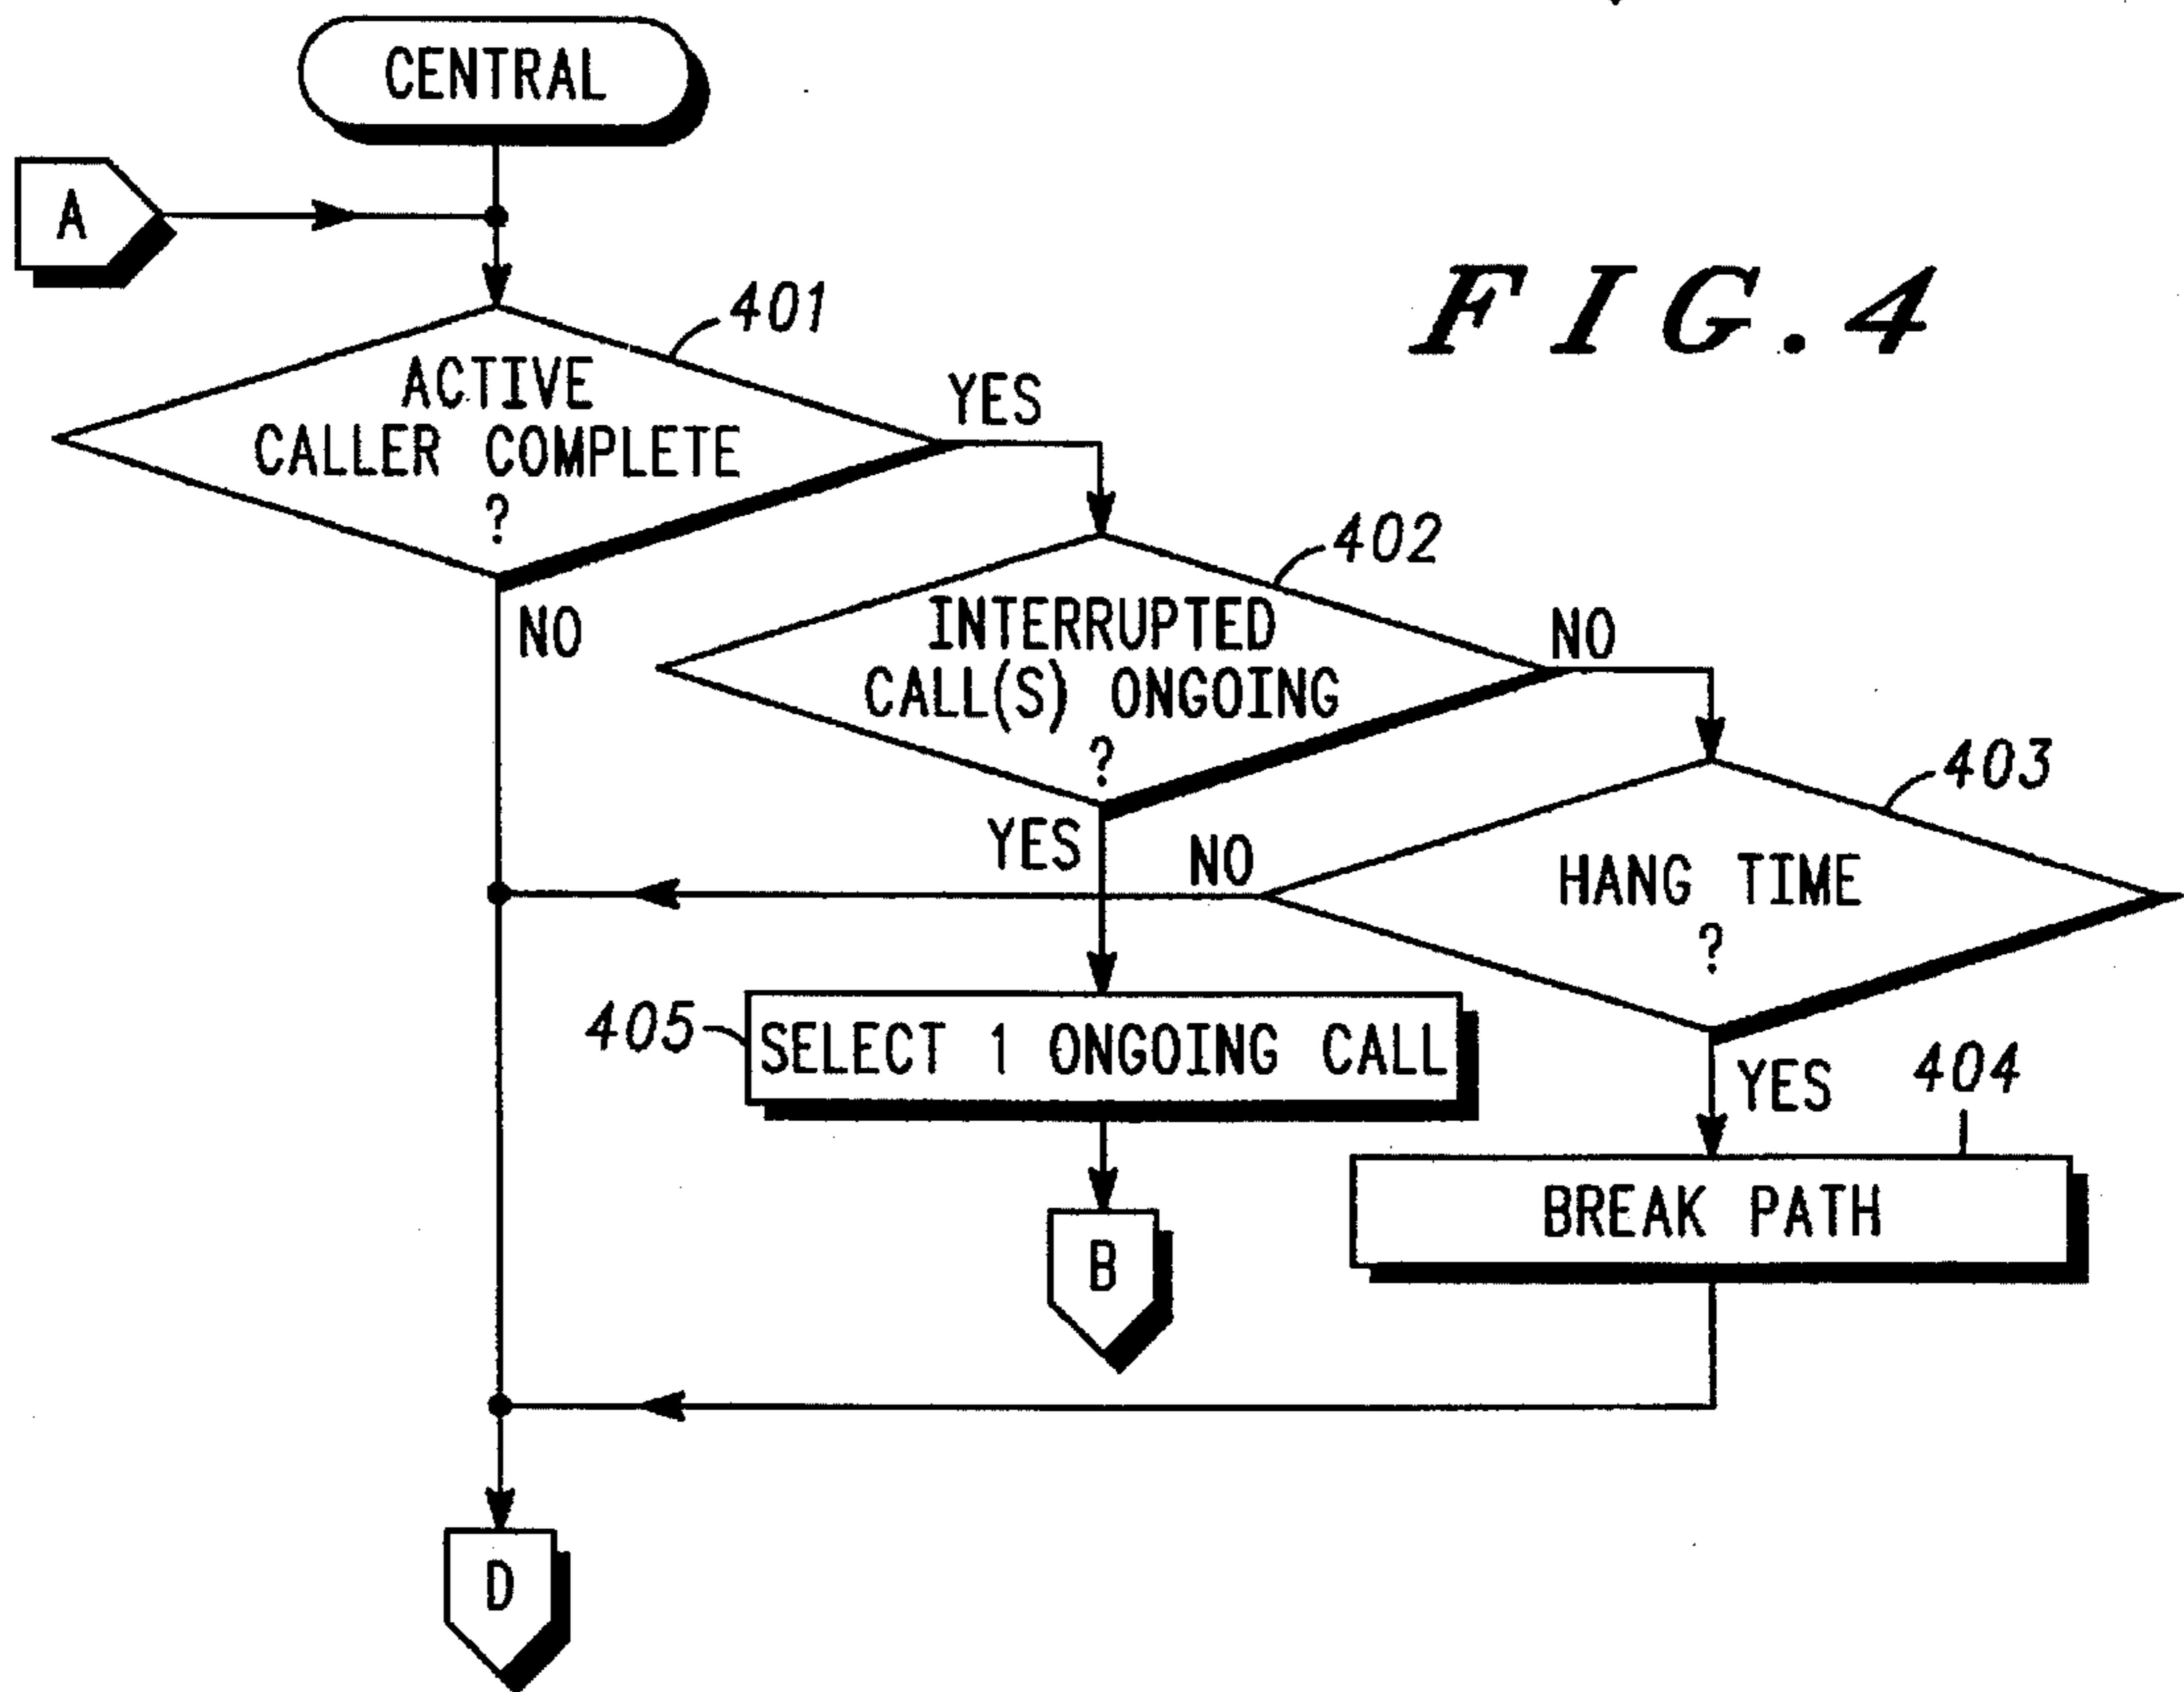 CENTRAL
A
FIG.4
401
ACTIVE
CALLER COMPLETE
?
YES
NO
402
INTERRUPTED
CALL(S) ONGOING
?
NO
YES
403
HANG TIME
?
NO
YES
405
SELECT 1 ONGOING CALL
404
BREAK PATH
B
D